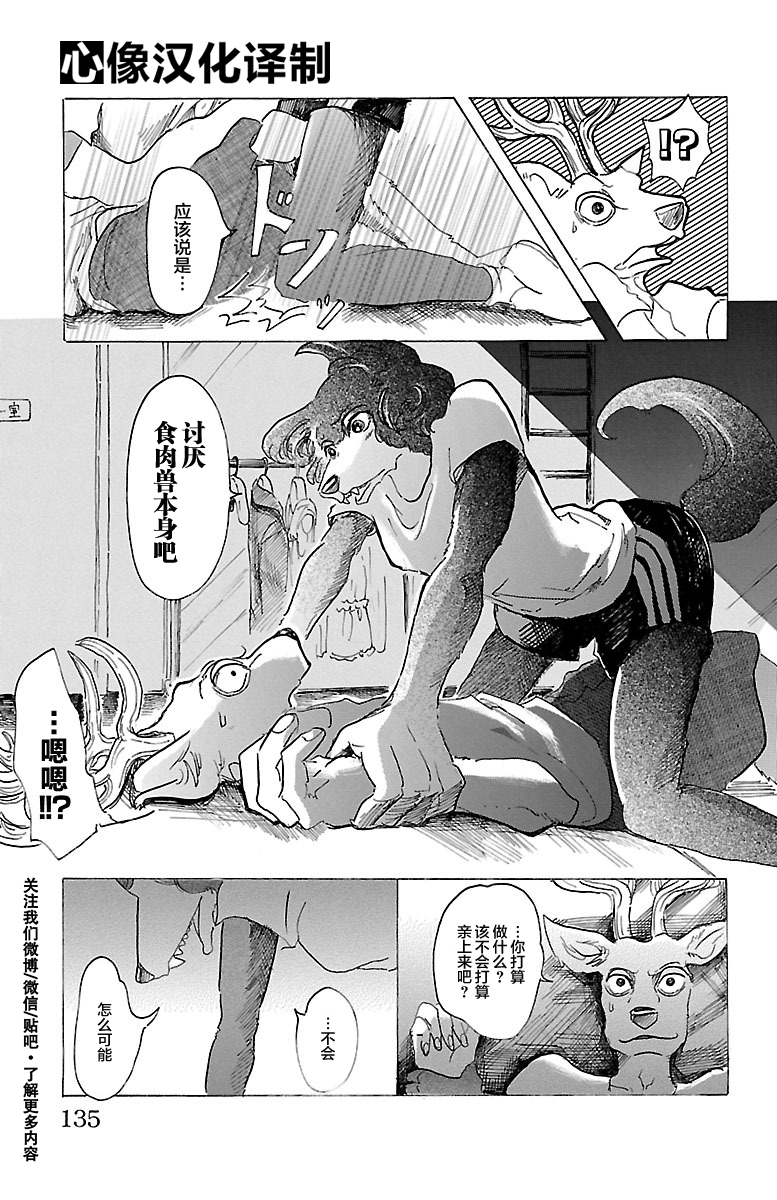 心像汉化译制
!?
应该说是…
ドンッ
讨厌
食肉兽本身吧
室
…嗯嗯!!?
…你打算
做什么?
该不会打算
亲上来吧?
…不会
怎么可能
关注我们微博/微信/贴吧·了解更多内容
135